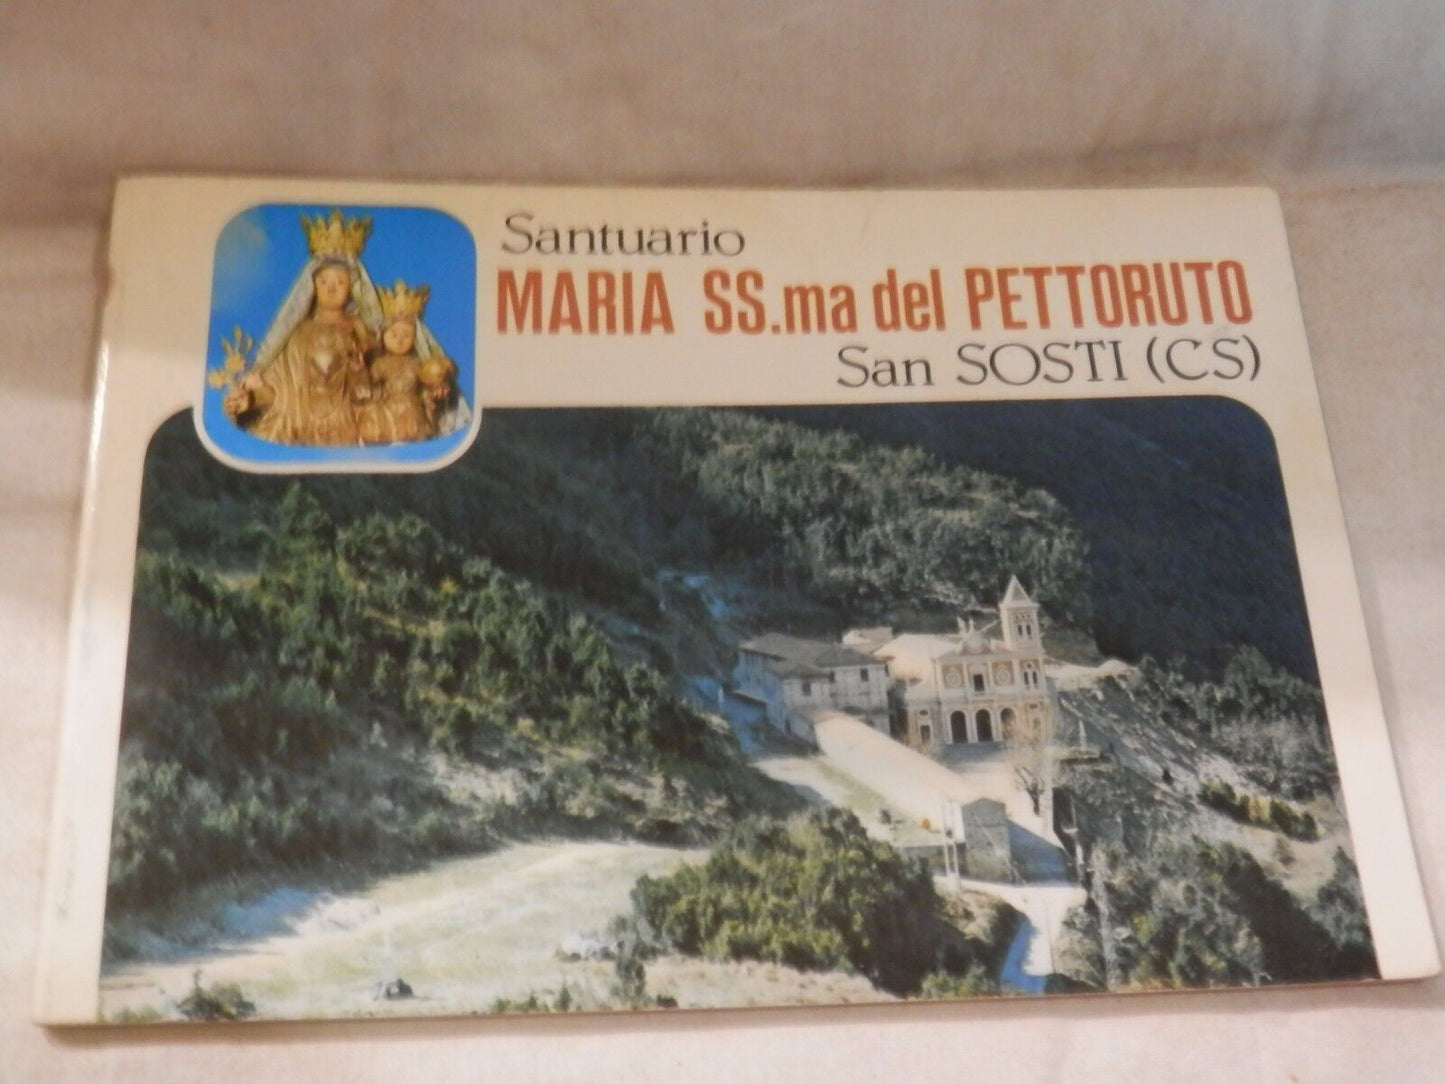 Santuario
MARIA SS.ma del PETTORUTO
San SOSTI (CS)